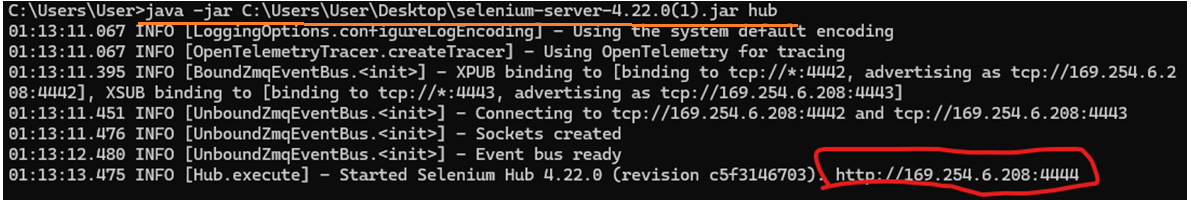 C:\Users\User>java -jar C:\Users\User\Desktop\selenium-server-4.22.0(1).jar hub
01:13:11.067 INFO [LoggingOptions.configureLogEncoding] - Using the system default encoding
01:13:11.067 INFO [OpenTelemetryTracer.createTracer] - Using OpenTelemetry for tracing
01:13:11.395 INFO [BoundZmqEventBus.<init>] - XPUB binding to [binding to tcp://*:4442, advertising as tcp://169.254.6.2
08:4442], XSUB binding to [binding to tcp://*:4443, advertising as tcp://169.254.6.208:4443]
01:13:11.451 INFO [UnboundZmqEventBus.<init>] - Connecting to tcp://169.254.6.208:4442 and tcp://169.254.6.208:4443
01:13:11.476 INFO [UnboundZmqEventBus.<init>] - Sockets created
01:13:12.480 INFO [UnboundZmqEventBus.<init>] - Event bus ready
01:13:13.475 INFO [Hub.execute] - Started Selenium Hub 4.22.0 (revision c5f3146703): http://169.254.6.208:4444